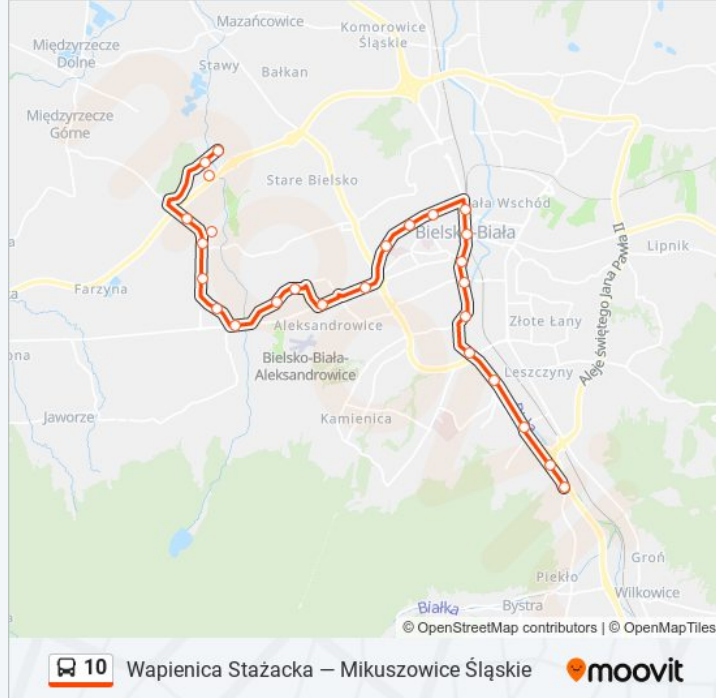 Mazańcowice
Komorowice
Śląskie
Międzyrzecze
Dolne
Stawy
Bałkan
Międzyrzecze
Górne
Stare Bielsko
ała Wschód
Bielsko-Biała
Lipnik
Aleje świętego Jana Pawła II
Farzyna
Złote Łany
Aleksandrowice
ona
Bielsko-Biała-
Aleksandrowice
Leszczyny
Jaworze
Kamienica
Biała
Groń
Piekło
Wilkowice
Białka
Bystra
© OpenStreetMap contributors | © OpenMapTiles
10 Wapienica Stażacka — Mikuszowice Śląskie moovit